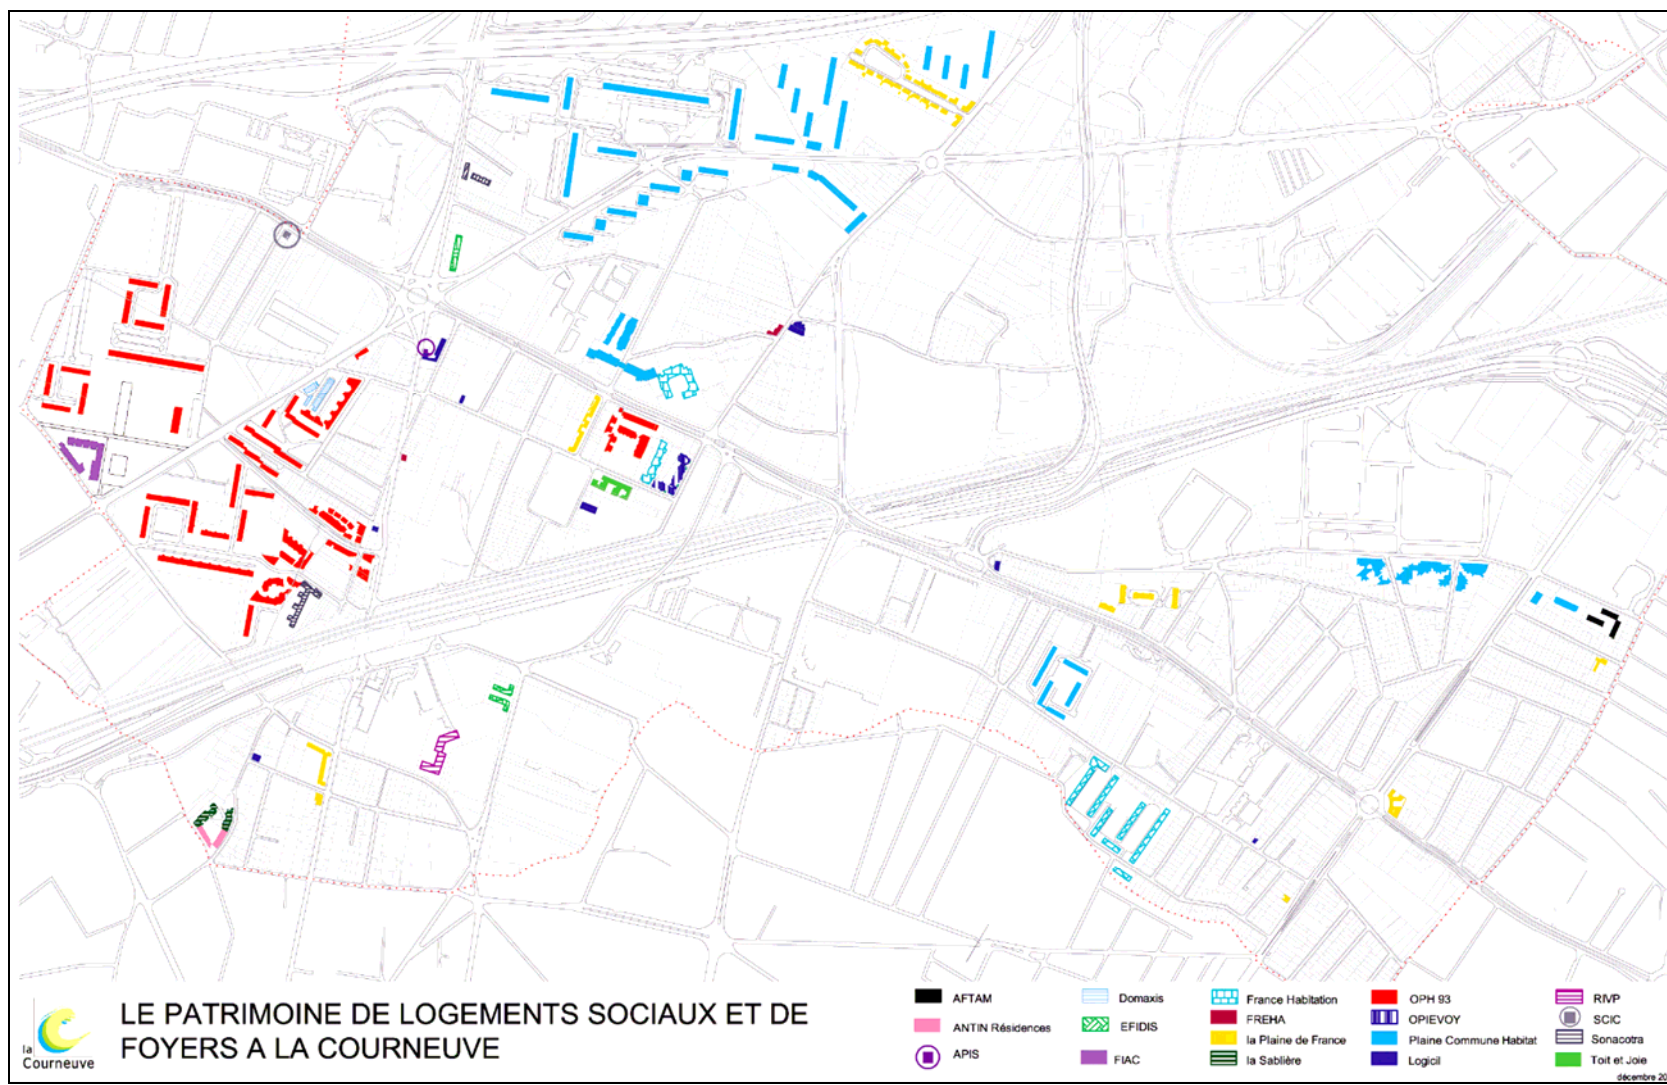 LE PATRIMOINE DE LOGEMENTS SOCIAUX ET DE
FOYERS A LA COURNEUVE
la
Courneuve
AFTAM
ANTIN Résidences
APIS
Domaxis
EFIDIS
FIAC
France Habitation
FREHA
la Plaine de France
la Sablière
OPH 93
OPIEVOY
Plaine Commune Habitat
Logicil
RIVP
SCIC
Sonacotra
Toit et Joie
décembre 20